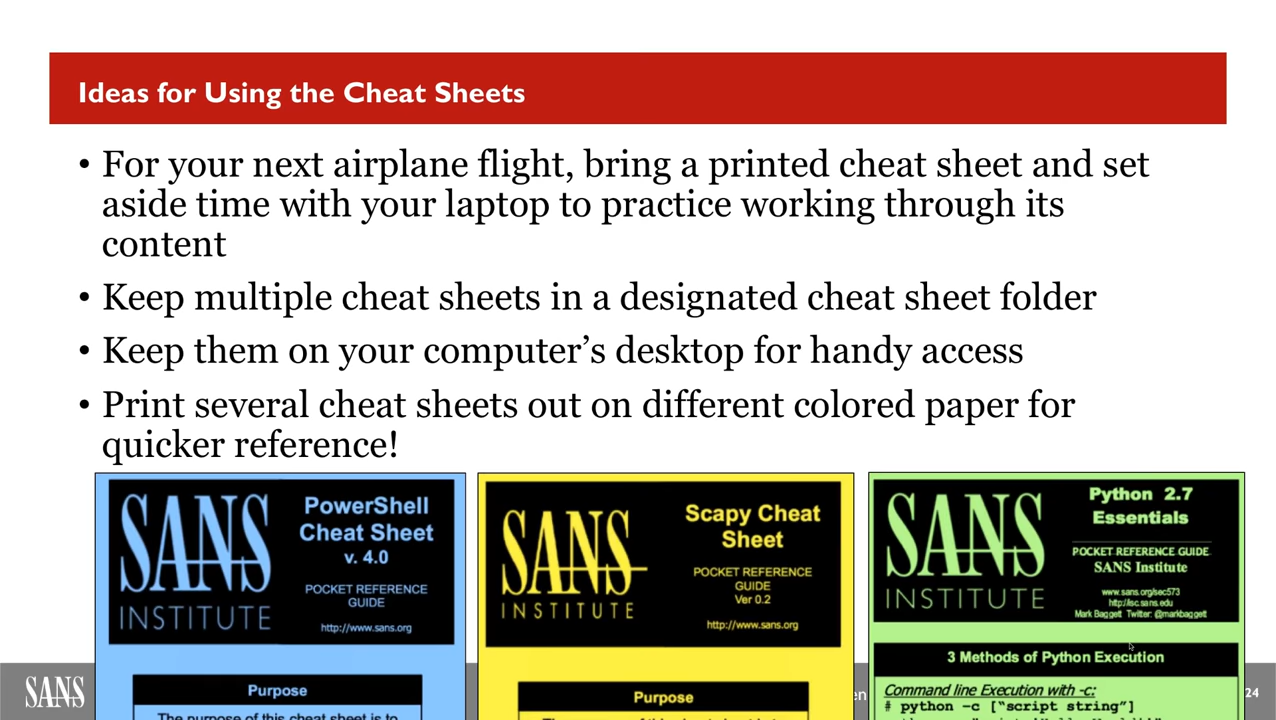 Ideas for Using the Cheat Sheets
• For your next airplane flight, bring a printed cheat sheet and set
aside time with your laptop to practice working through its
content
• Keep multiple cheat sheets in a designated cheat sheet folder
• Keep them on your computer’s desktop for handy access
• Print several cheat sheets out on different colored paper for
quicker reference!
SANS
INSTITUTE
PowerShell
Cheat Sheet
v. 4.0
POCKET REFERENCE
GUIDE
http://www.sans.org
Purpose
The purpose of this cheat sheet is to
SANS
INSTITUTE
Scapy Cheat
Sheet
POCKET REFERENCE
GUIDE
Ver 0.2
http://www.sans.org
Purpose
SANS
INSTITUTE
Python 2.7
Essentials
POCKET REFERENCE GUIDE
SANS Institute
www.sans.org/sec573
http://isc.sans.edu
Mark Baggett Twitter: @markbaggett
3 Methods of Python Execution
Command line Execution with -c:
# python –c [“script string”]
SANS
en
24